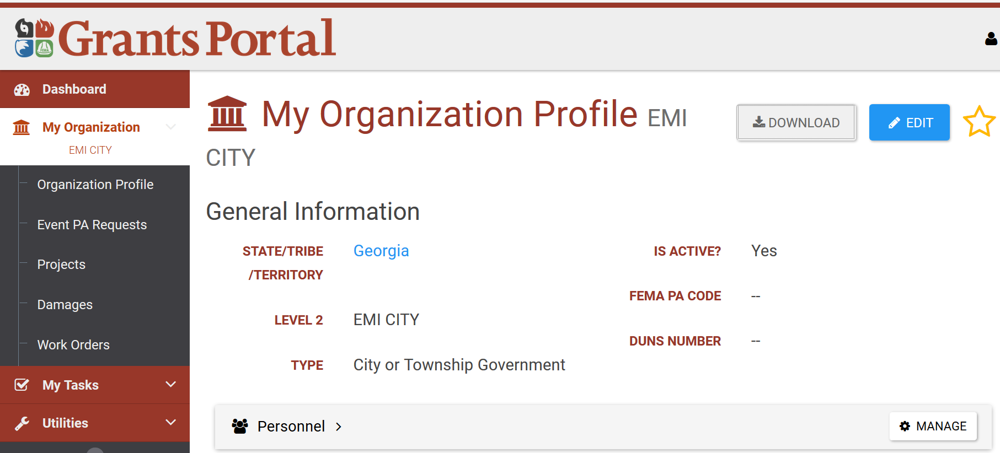 FEMA
Grants Portal
Dashboard
My Organization
EMI CITY
Organization Profile
Event PA Requests
Projects
Damages
Work Orders
My Tasks
Utilities
My Organization Profile EMI
CITY
DOWNLOAD
EDIT
General Information
STATE/TRIBE
/TERRITORY
Georgia
LEVEL 2
EMI CITY
TYPE
City or Township Government
IS ACTIVE?
Yes
FEMA PA CODE
--
DUNS NUMBER
--
Personnel
MANAGE